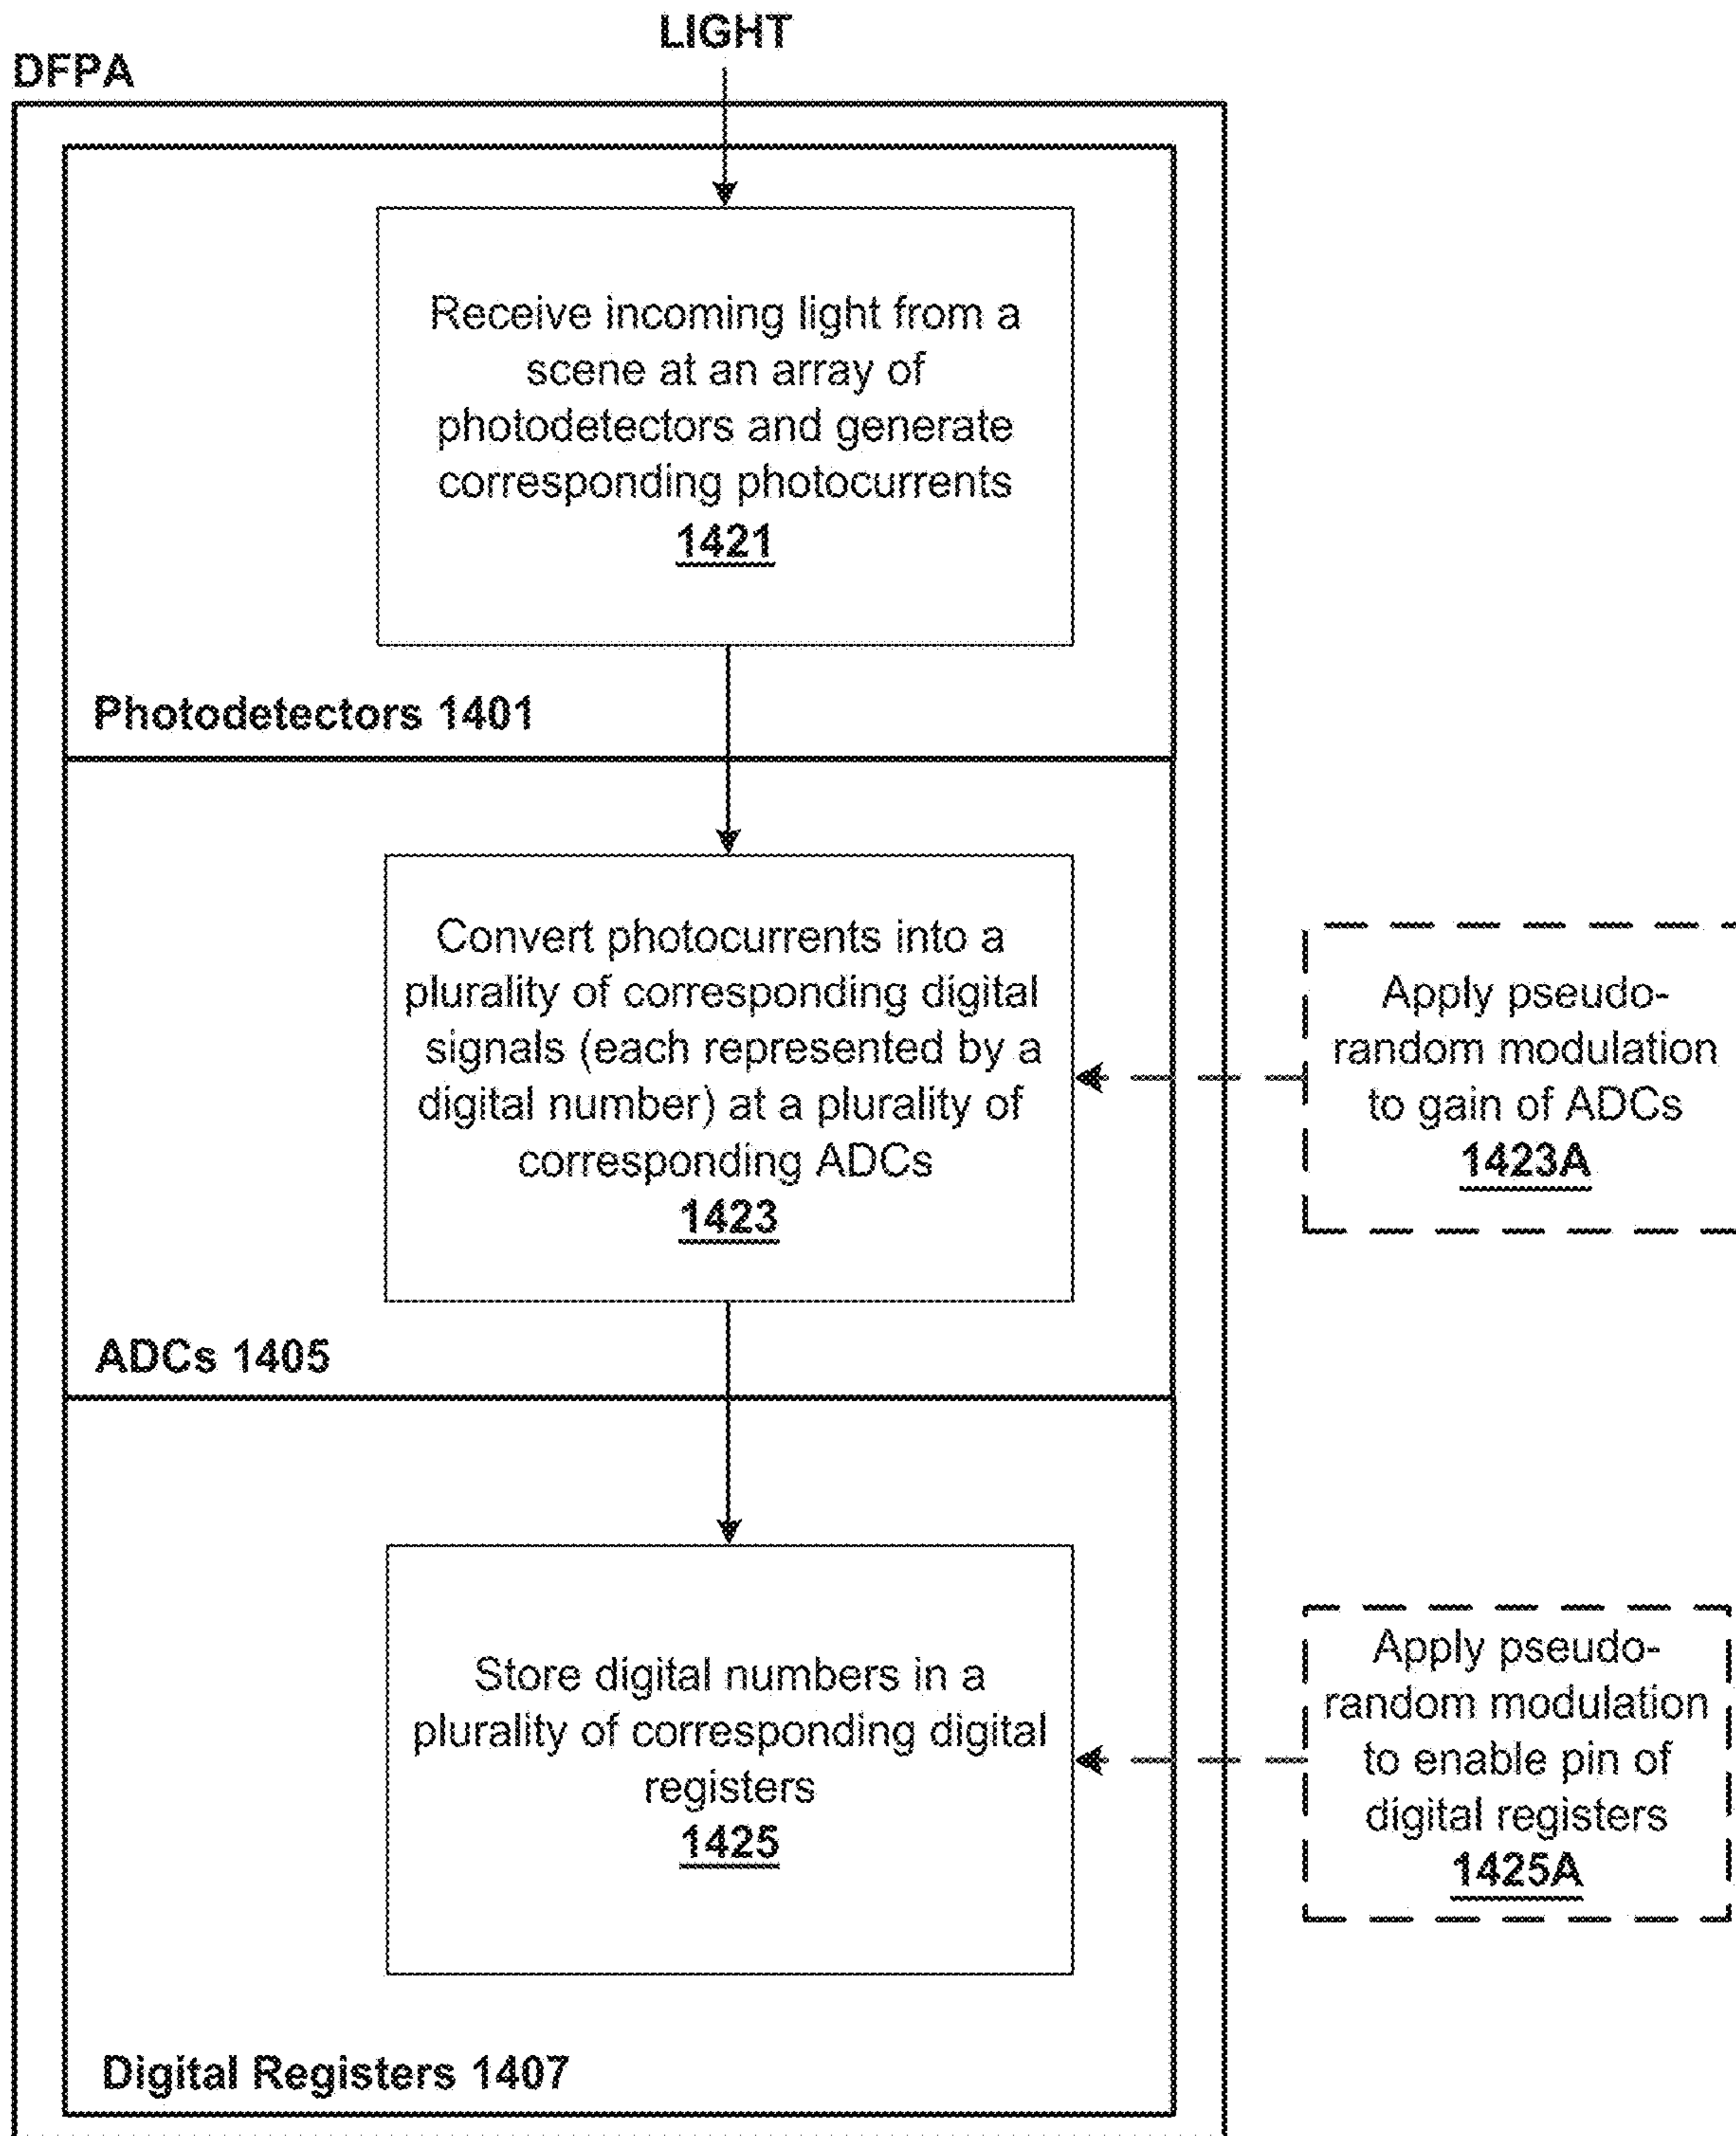 LIGHT
DFPA
Receive incoming light from a
scene at an array of
photodetectors and generate
corresponding photocurrents
1421
Photodetectors 1401
Convert photocurrents into a
plurality of corresponding digital
signals (each represented by a
digital number) at a plurality of
corresponding ADCs
1423
Apply pseudo-
random modulation
to gain of ADCs
1423A
ADCs 1405
Store digital numbers in a
plurality of corresponding digital
registers
1425
Apply pseudo-
random modulation
to enable pin of
digital registers
1425A
Digital Registers 1407